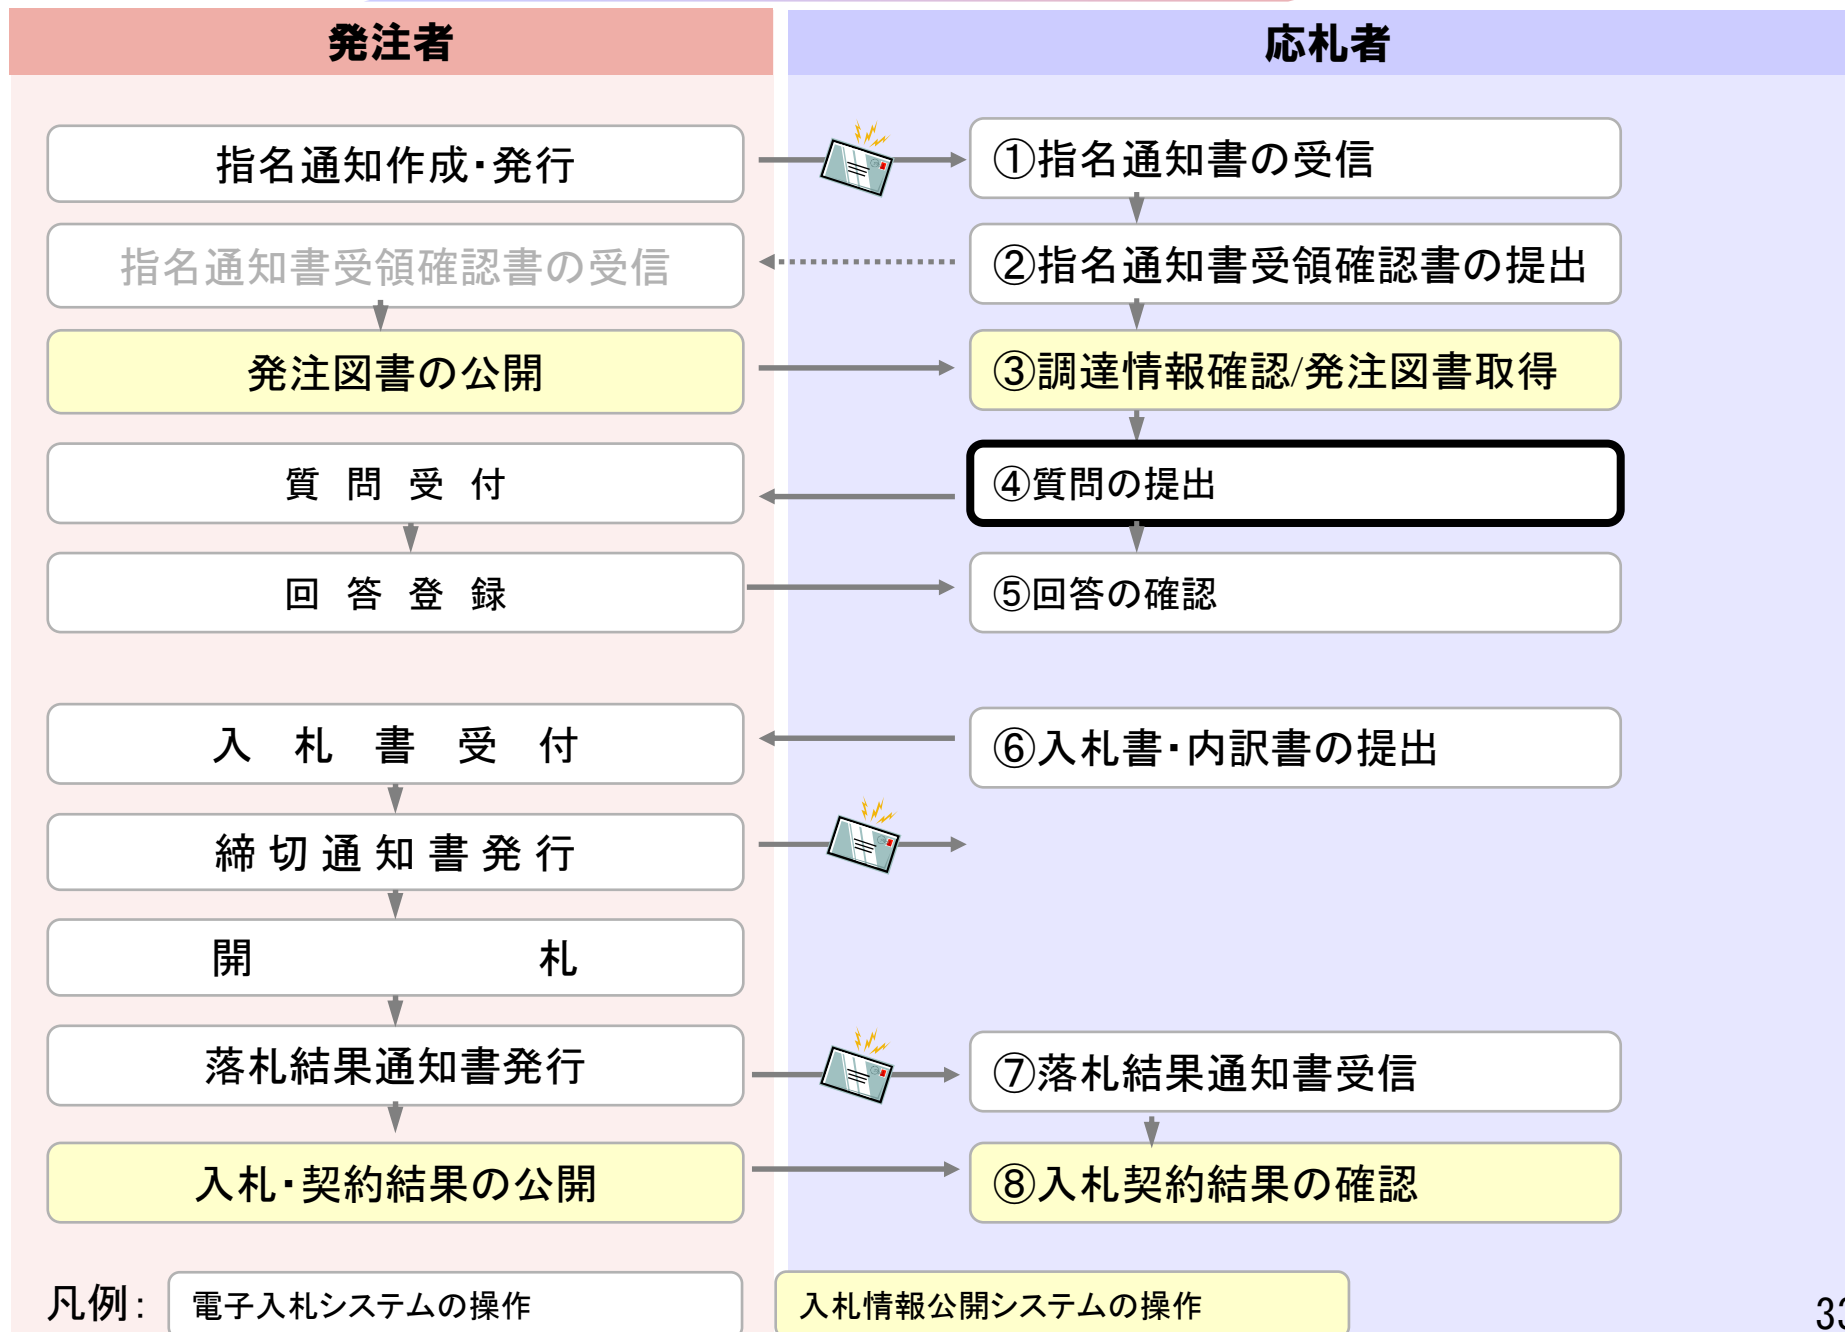 発注者
応札者
指名通知作成・発行
①指名通知書の受信
指名通知書受領確認書の受信
②指名通知書受領確認書の提出
発注図書の公開
③調達情報確認/発注図書取得
質 問 受 付
④質問の提出
回 答 登 録
⑤回答の確認
入 札 書 受 付
⑥入札書・内訳書の提出
締 切 通 知 書 発 行
開 札
落札結果通知書発行
⑦落札結果通知書受信
入札・契約結果の公開
⑧入札契約結果の確認
凡例：
電子入札システムの操作
入札情報公開システムの操作
33